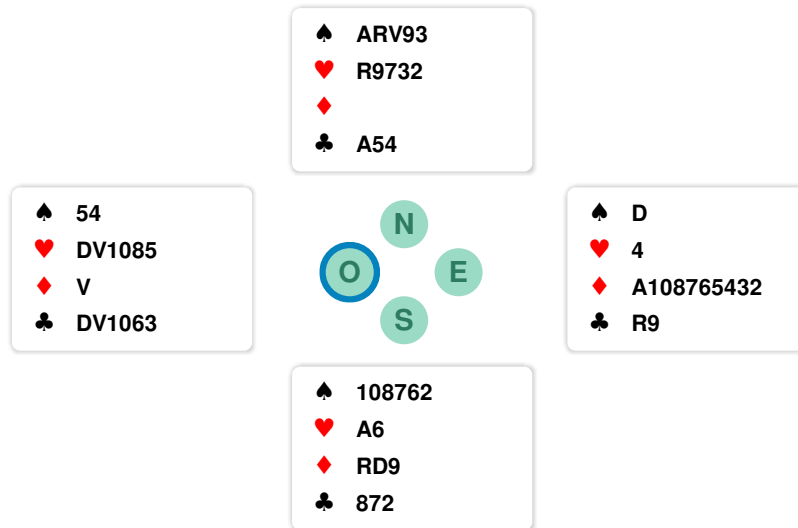 ♠ ARV93
♥ R9732
♦
♣ A54
♠ 54
♥ DV1085
♦ V
♣ DV1063
N
O E
S
♠ D
♥ 4
♦ A108765432
♣ R9
♠ 108762
♥ A6
♦ RD9
♣ 872